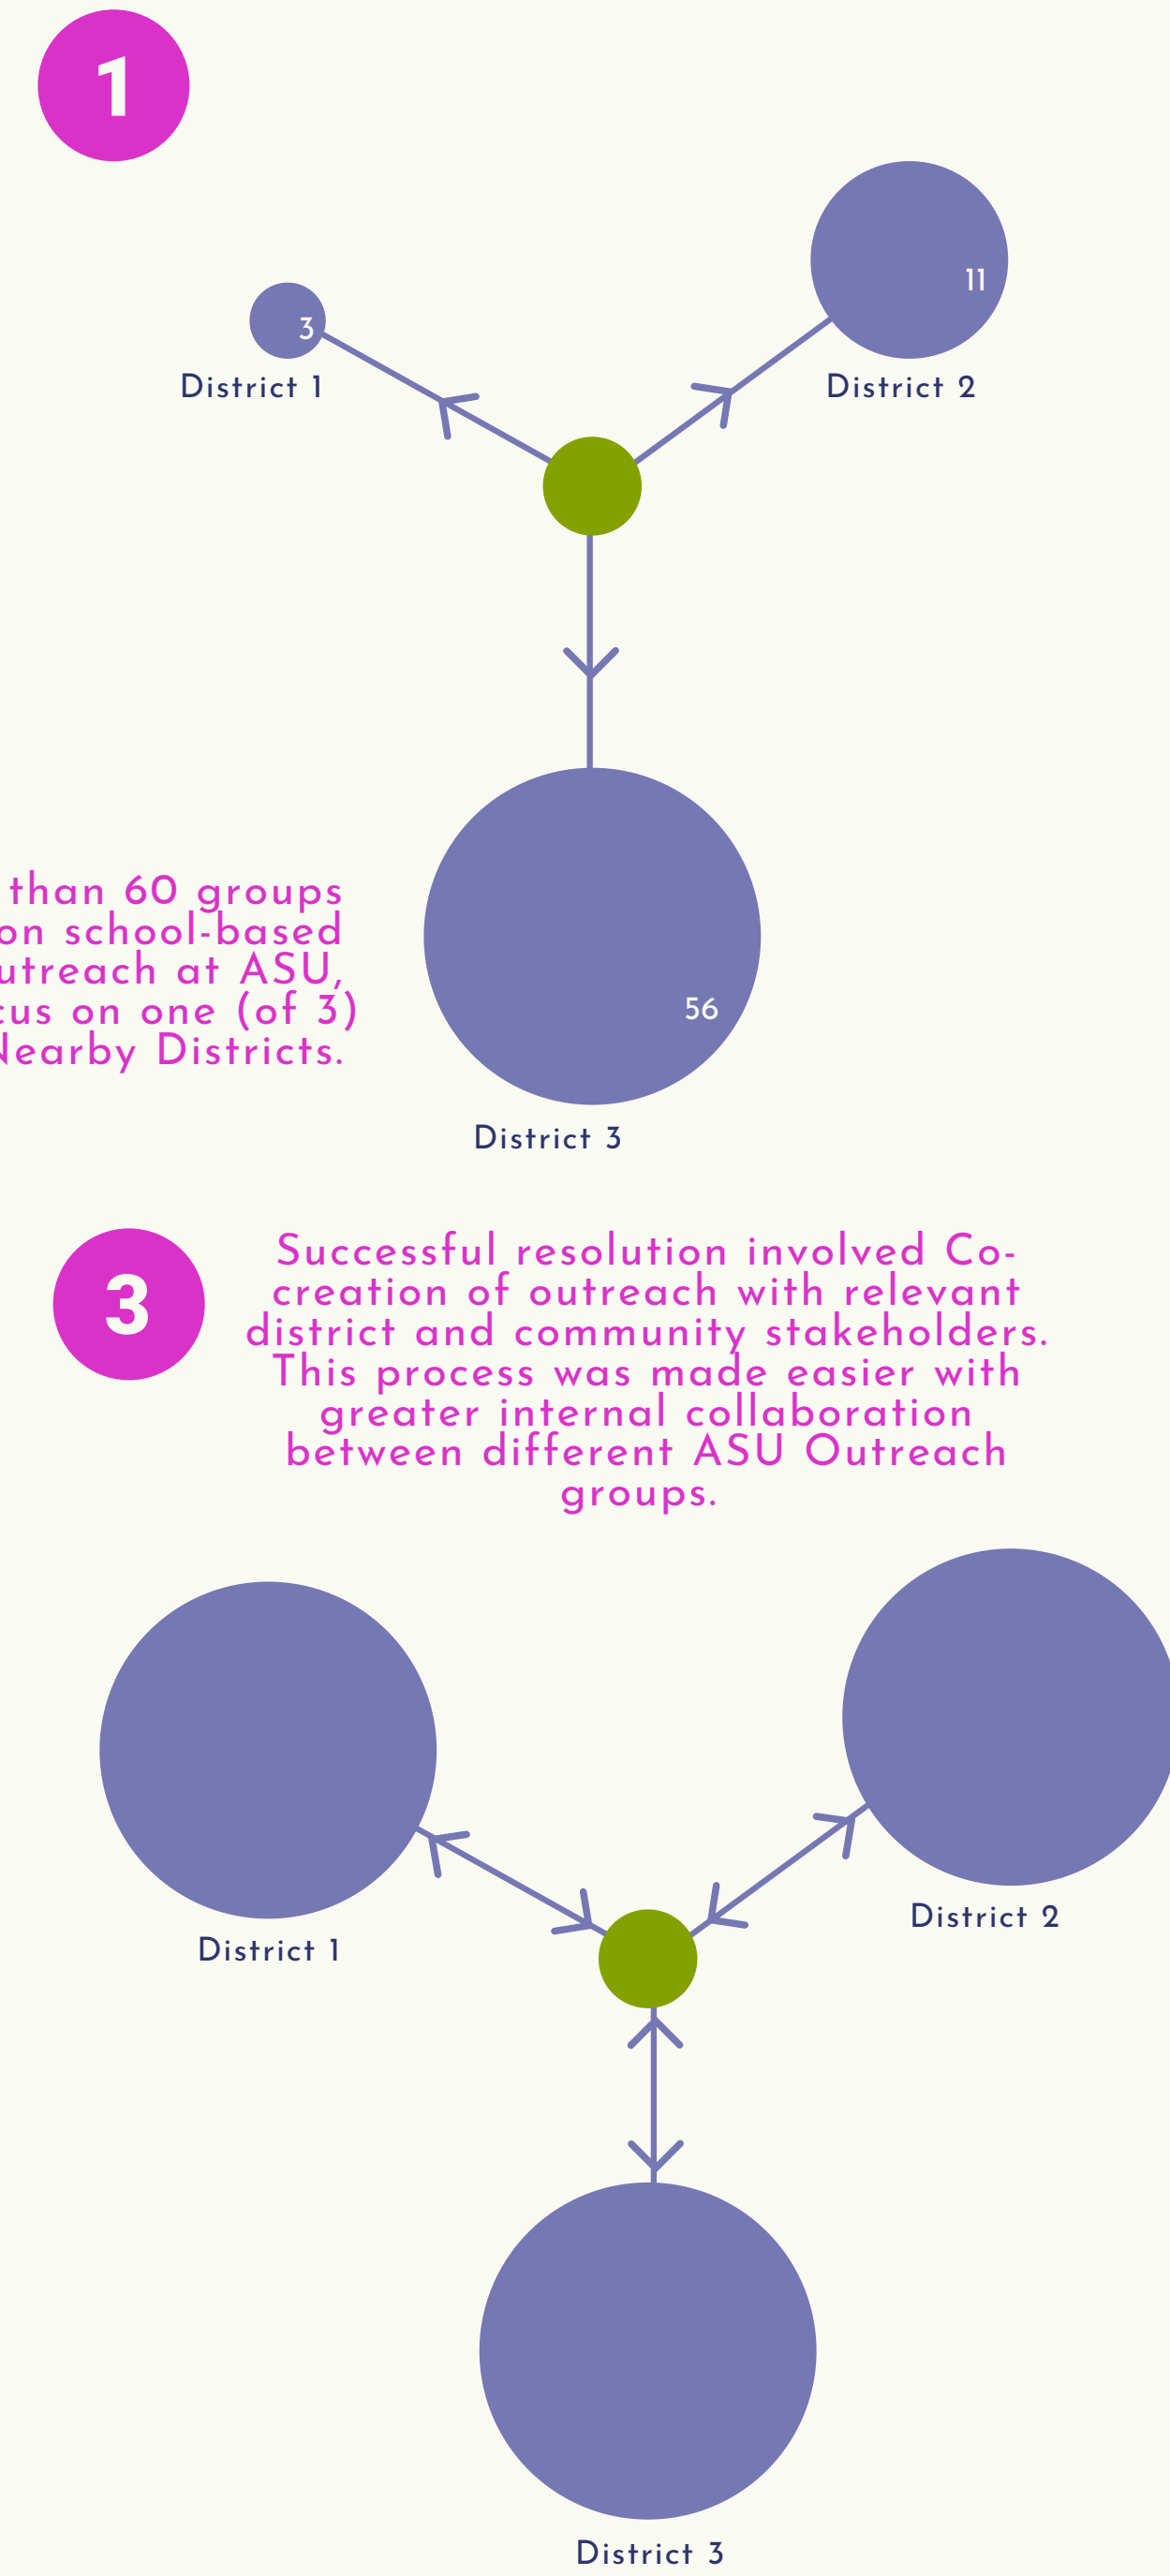 1
3
11
District 1
District 2
than 60 groups
on school-based
utreach at ASU,
cus on one (of 3)
Nearby Districts.
56
District 3
3
Successful resolution involved Co-
creation of outreach with relevant
district and community stakeholders.
This process was made easier with
greater internal collaboration
between different ASU Outreach
groups.
District 2
District 1
District 3